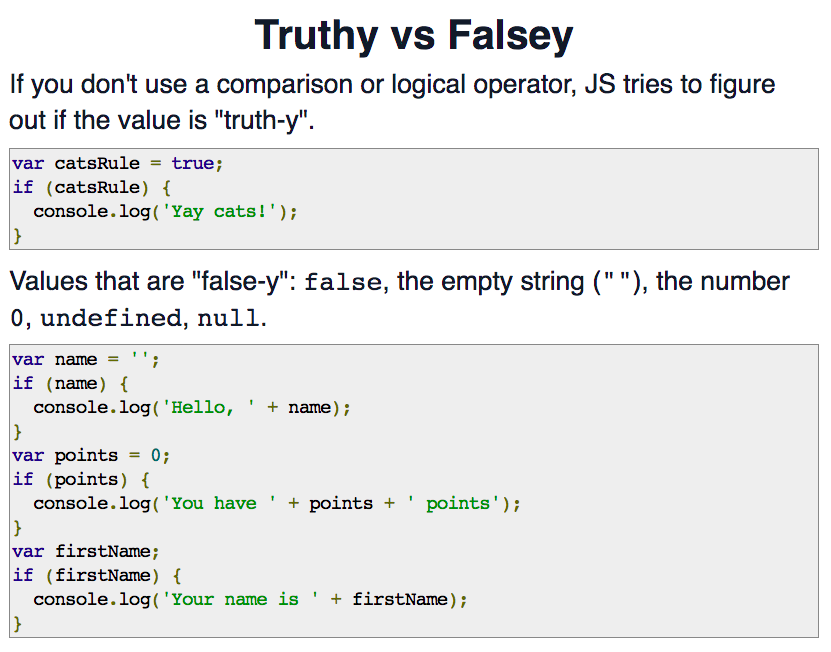 Truthy vs Falsey
If you don't use a comparison or logical operator, JS tries to figure
out if the value is "truth-y".
var catsRule = true;
if (catsRule) {
  console.log('Yay cats!');
}
Values that are "false-y": false, the empty string (""), the number
0, undefined, null.
var name = '';
if (name) {
  console.log('Hello, ' + name);
}
var points = 0;
if (points) {
  console.log('You have ' + points + ' points');
}
var firstName;
if (firstName) {
  console.log('Your name is ' + firstName);
}